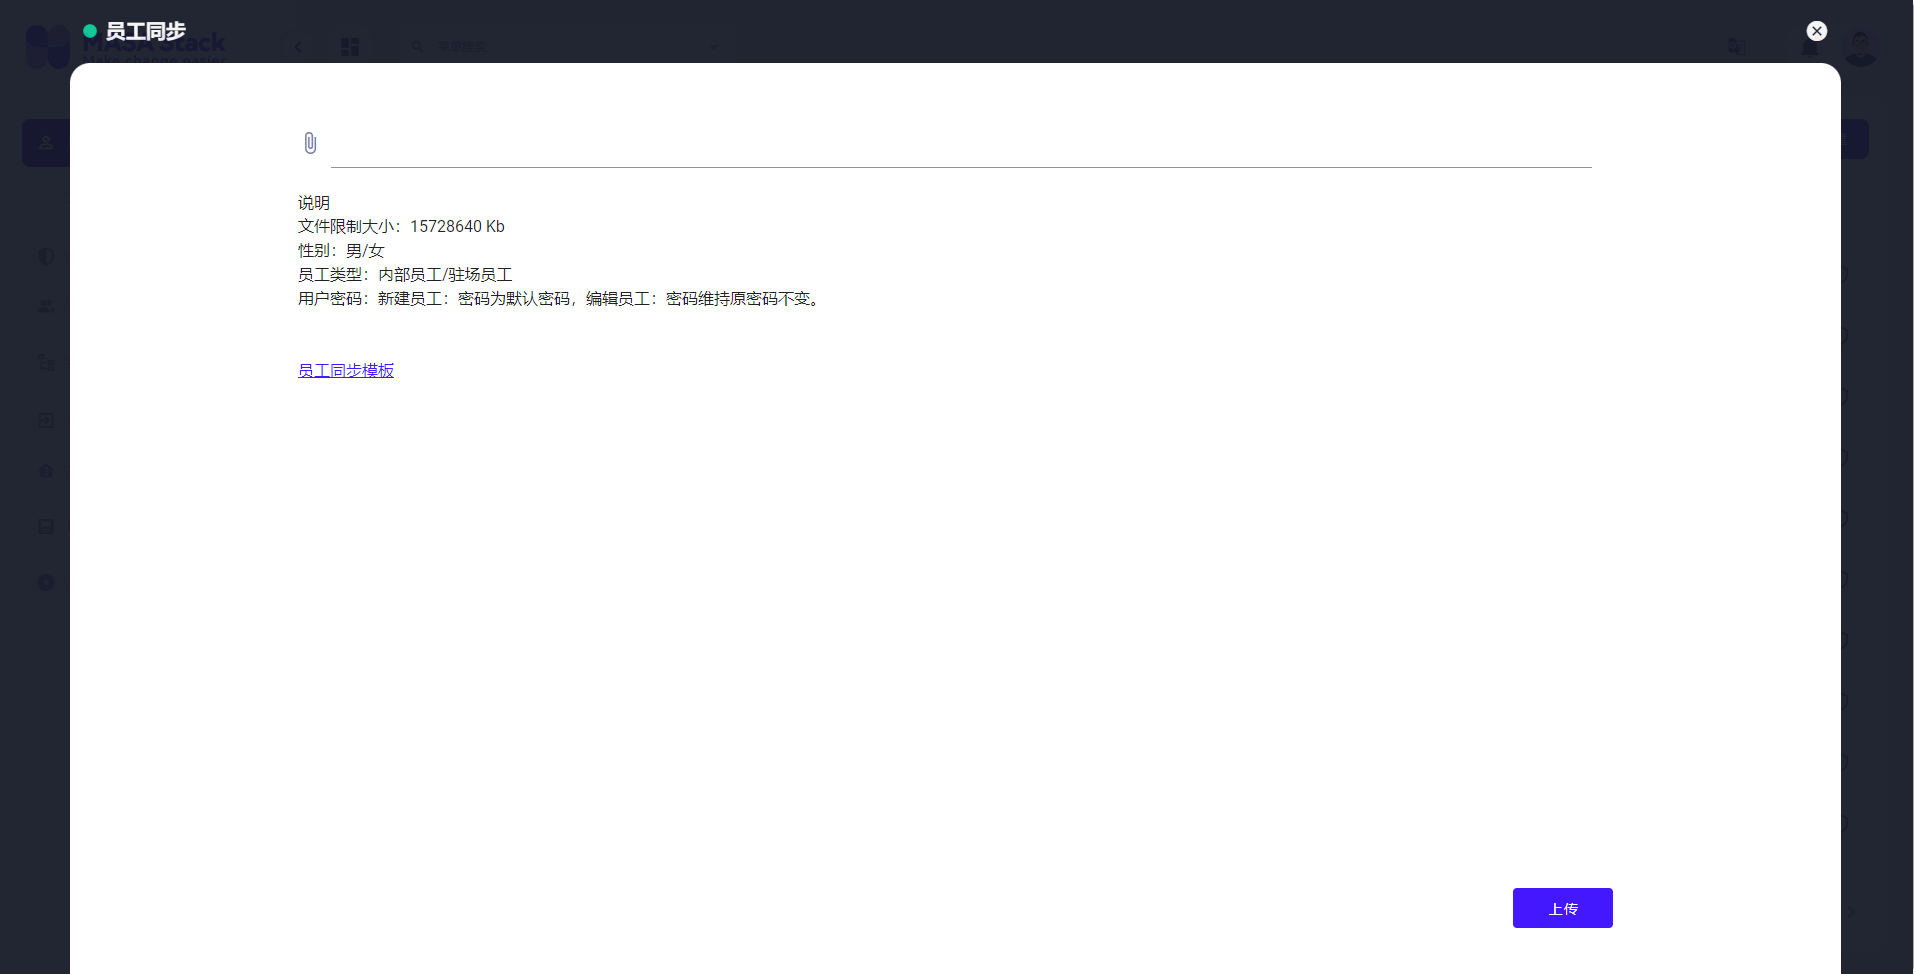 员工同步
MASA Stack
Make change easier
说明
文件限制大小：15728640 Kb
性别：男/女
员工类型：内部员工/驻场员工
用户密码：新建员工：密码为默认密码，编辑员工：密码维持原密码不变。
员工同步模板
上传